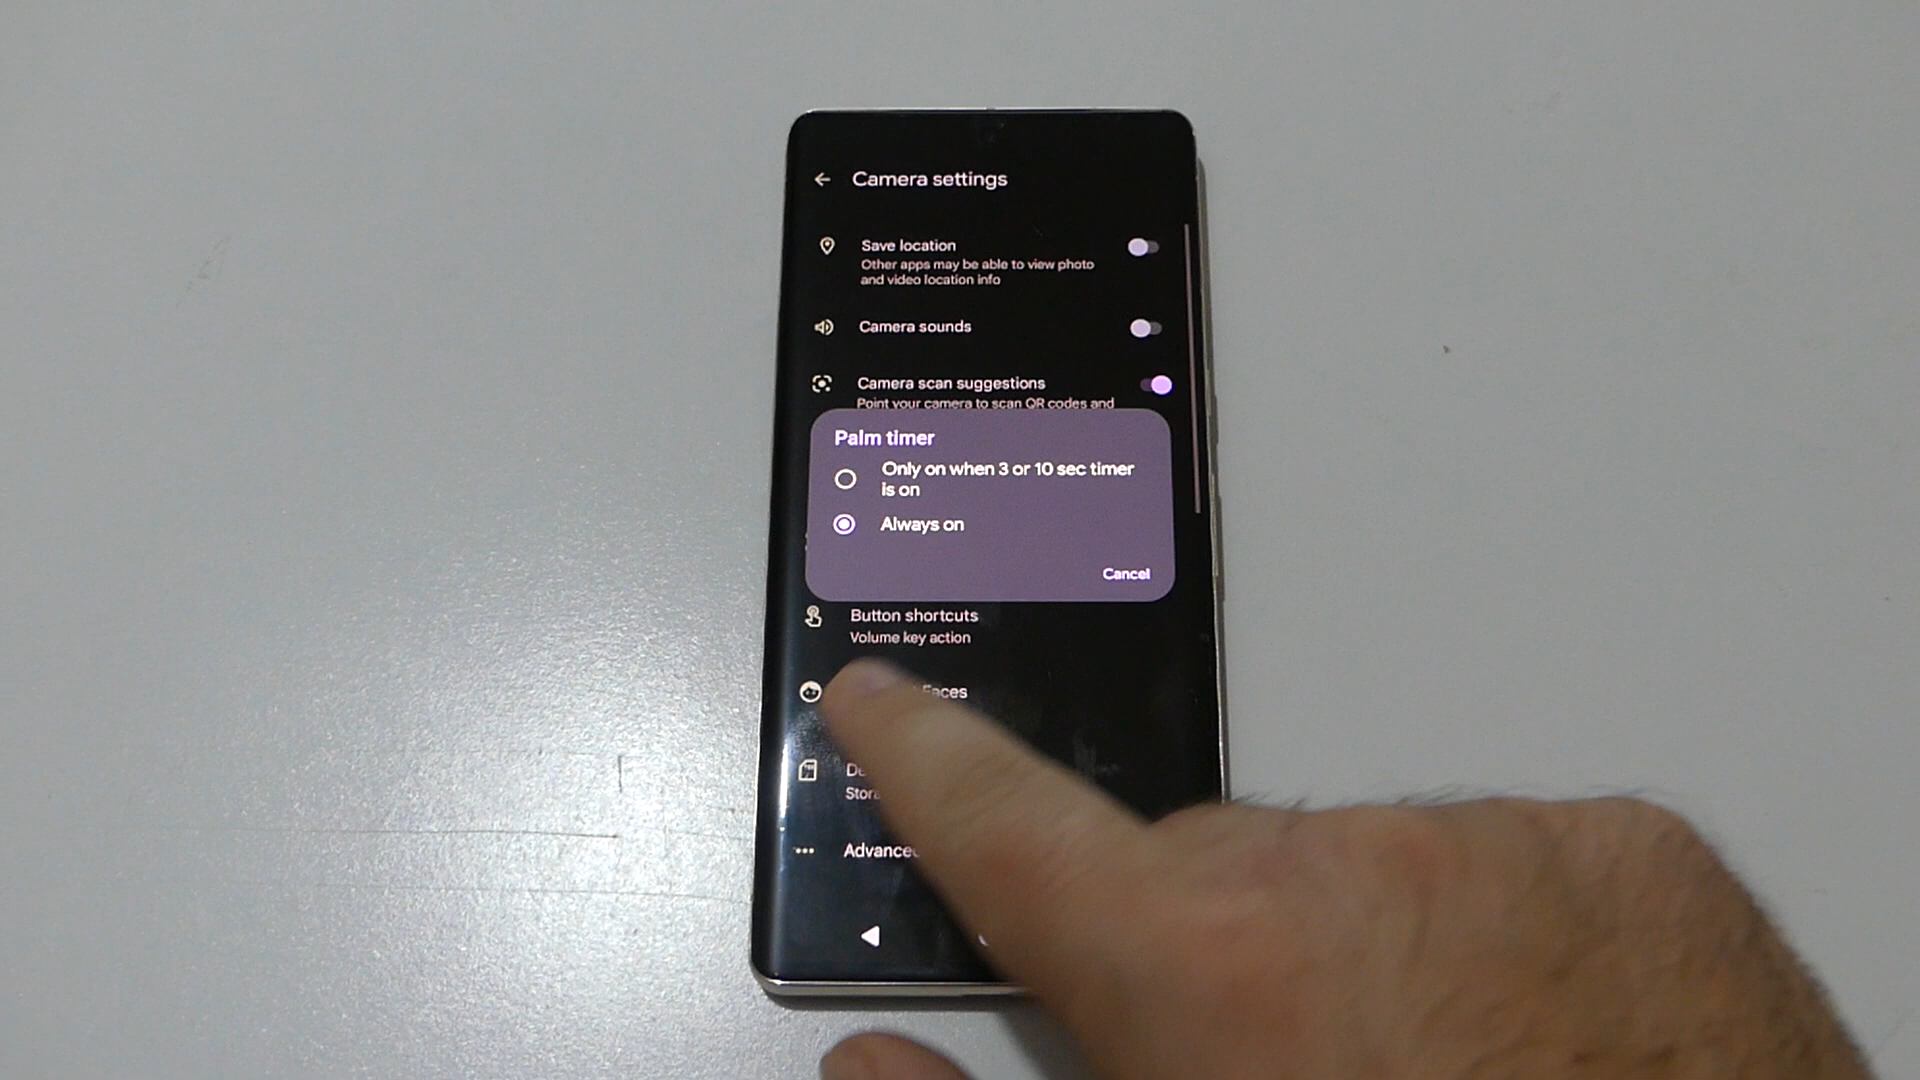 Camera settings
Save location
Other apps may be able to view photo
and video location info
Camera sounds
Camera scan suggestions
Point your camera to scan QR codes and
Palm timer
Only on when 3 or 10 sec timer
is on
Always on
Cancel
Button shortcuts
Volume key action
Faces